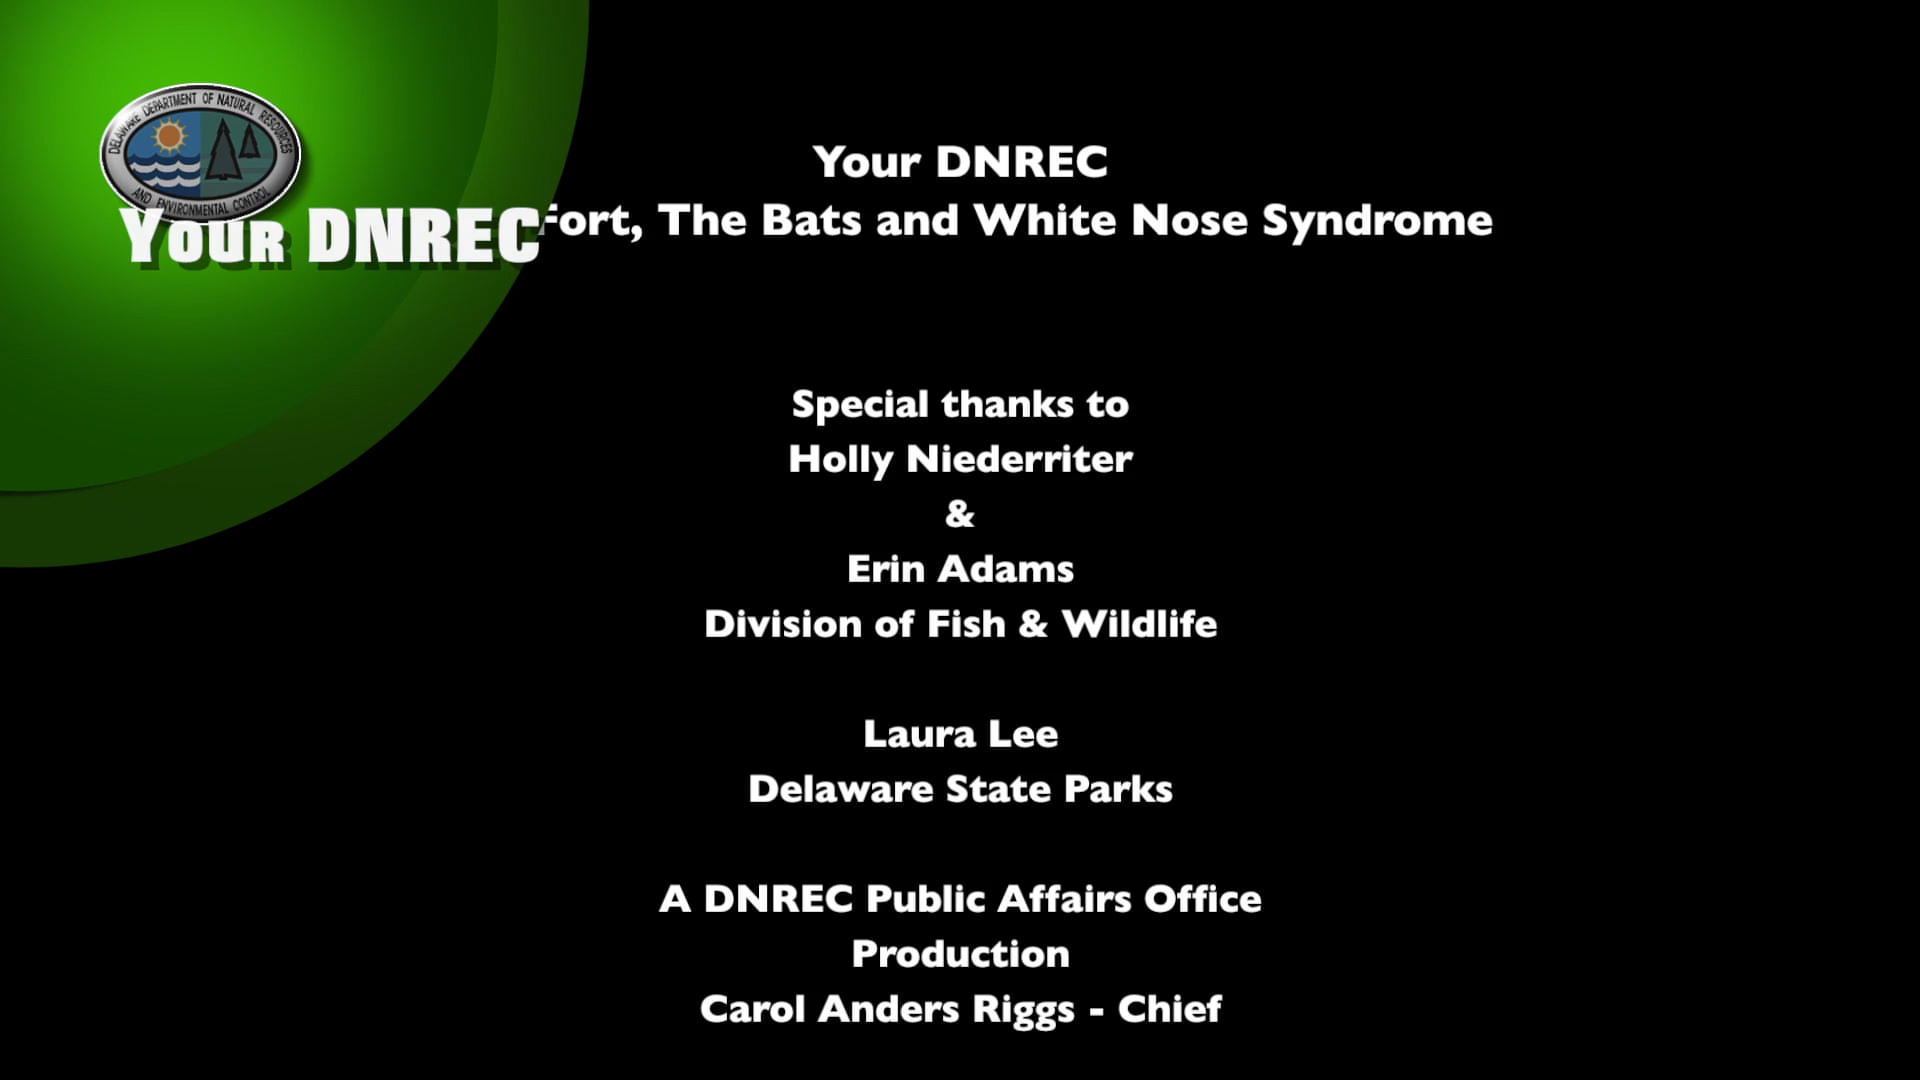 DELAWARE DEPARTMENT OF NATURAL RESOURCES
AND ENVIRONMENTAL CONTROL
Your DNREC
Your DNREC
Fort, The Bats and White Nose Syndrome
Special thanks to
Holly Niederriter
&
Erin Adams
Division of Fish & Wildlife
Laura Lee
Delaware State Parks
A DNREC Public Affairs Office
Production
Carol Anders Riggs - Chief